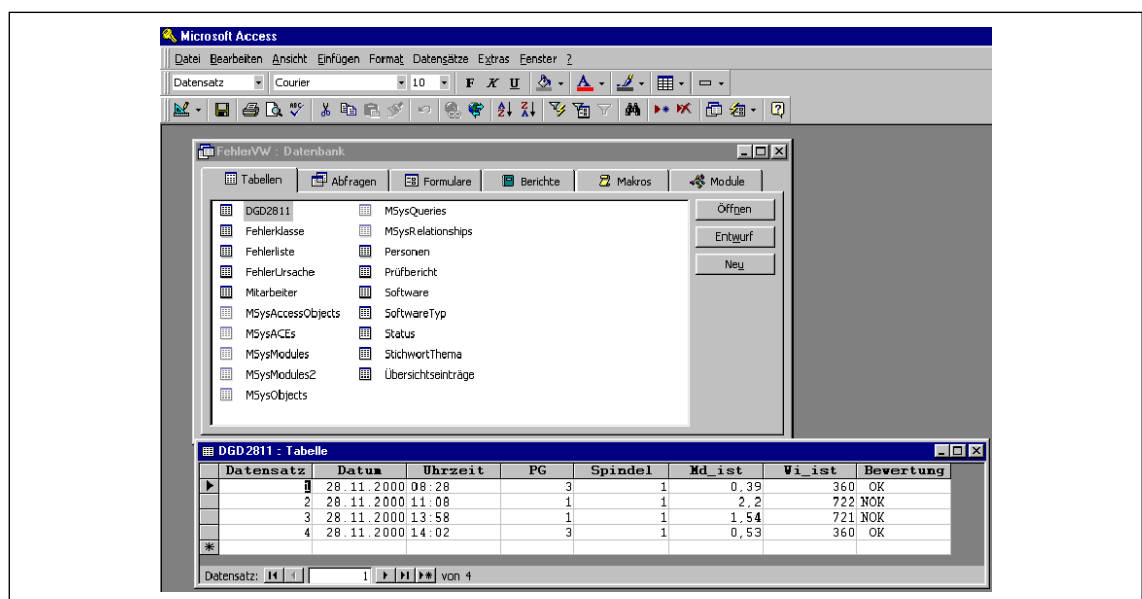 Microsoft Access
Datei Bearbeiten Ansicht Einfügen Format Datensätze Extras Fenster ?
Datensatz Courier 10 F K U
FehlerVW : Datenbank
Tabellen Abfragen Formulare Berichte Makros Module
DGD2811 MSysQueries Öffnen
Fehlerklasse MSysRelationships
Fehlerliste Personen Entwurf
FehlerUrsache Prüfbericht Neu
Mitarbeiter Software
MSysAccessObjects SoftwareTyp
MSysACEs Status
MSysModules StichwortThema
MSysModules2 Übersichtseinträge
MSysObjects
DGD2811 : Tabelle
Datensatz Datum Uhrzeit PG Spindel Md_ist Wi_ist Bewertung
1 28.11.2000 08:28 3 1 0,39 360 OK
2 28.11.2000 11:08 1 1 2,2 722 NOK
3 28.11.2000 13:58 1 1 1,54 721 NOK
4 28.11.2000 14:02 3 1 0,53 360 OK
Datensatz: 1 von 4